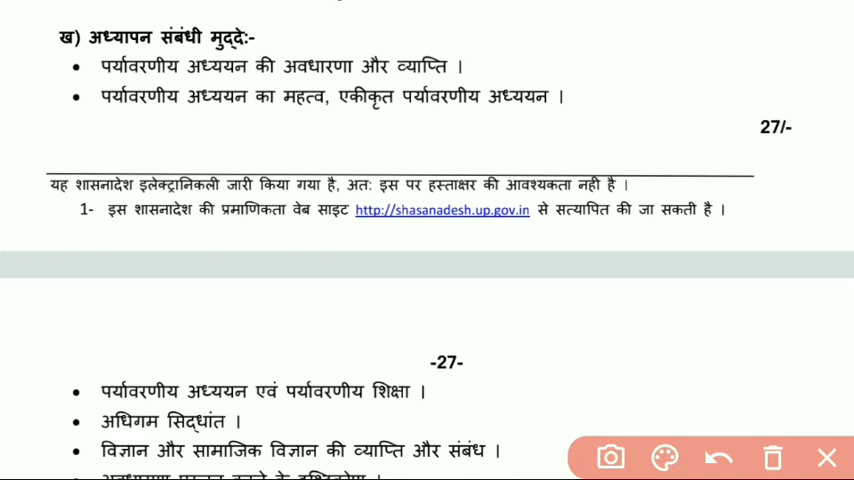 ख) अध्यापन संबंधी मुद्दे:-
• पर्यावरणीय अध्ययन की अवधारणा और व्याप्ति ।
• पर्यावरणीय अध्ययन का महत्व, एकीकृत पर्यावरणीय अध्ययन ।
27/-
यह शासनादेश इलेक्ट्रानिकली जारी किया गया है, अत: इस पर हस्ताक्षर की आवश्यकता नही है ।
1- इस शासनादेश की प्रमाणिकता वेब साइट http://shasanadesh.up.gov.in से सत्यापित की जा सकती है ।
-27-
• पर्यावरणीय अध्ययन एवं पर्यावरणीय शिक्षा ।
• अधिगम सिद्धांत ।
• विज्ञान और सामाजिक विज्ञान की व्याप्ति और संबंध ।